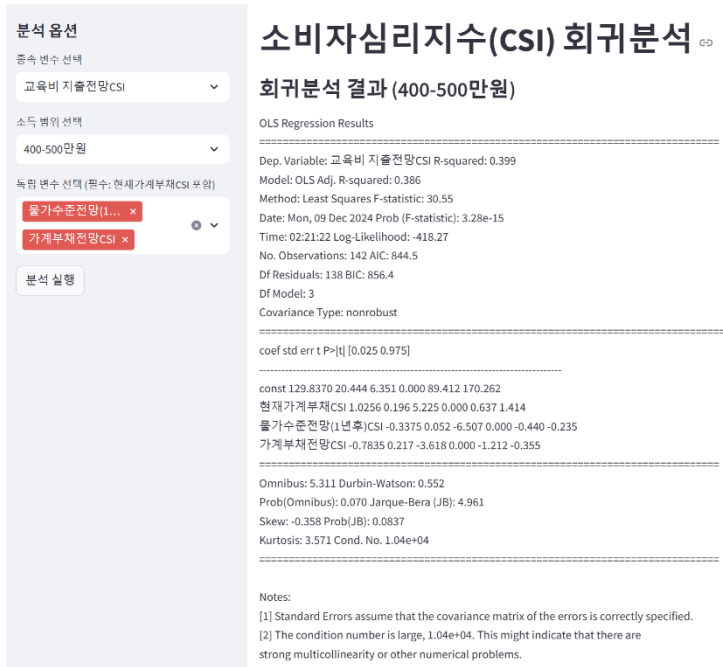 분석 옵션
종속 변수 선택
교육비 지출전망CSI
소득 범위 선택
400-500만원
독립 변수 선택 (필수: 현재가계부채CSI 포함)
물가수준전망(1... ×
가계부채전망CSI ×
분석 실행
소비자심리지수(CSI) 회귀분석
회귀분석 결과 (400-500만원)
OLS Regression Results
==============================================================================
Dep. Variable: 교육비 지출전망CSI R-squared: 0.399
Model: OLS Adj. R-squared: 0.386
Method: Least Squares F-statistic: 30.55
Date: Mon, 09 Dec 2024 Prob (F-statistic): 3.28e-15
Time: 02:21:22 Log-Likelihood: -418.27
No. Observations: 142 AIC: 844.5
Df Residuals: 138 BIC: 856.4
Df Model: 3
Covariance Type: nonrobust
==============================================================================
coef std err t P>|t| [0.025 0.975]
------------------------------------------------------------------------------
const 129.8370 20.444 6.351 0.000 89.412 170.262
현재가계부채CSI 1.0256 0.196 5.225 0.000 0.637 1.414
물가수준전망(1년후)CSI -0.3375 0.052 -6.507 0.000 -0.440 -0.235
가계부채전망CSI -0.7835 0.217 -3.618 0.000 -1.212 -0.355
==============================================================================
Omnibus: 5.311 Durbin-Watson: 0.552
Prob(Omnibus): 0.070 Jarque-Bera (JB): 4.961
Skew: -0.358 Prob(JB): 0.0837
Kurtosis: 3.571 Cond. No. 1.04e+04
==============================================================================
Notes:
[1] Standard Errors assume that the covariance matrix of the errors is correctly specified.
[2] The condition number is large, 1.04e+04. This might indicate that there are
strong multicollinearity or other numerical problems.